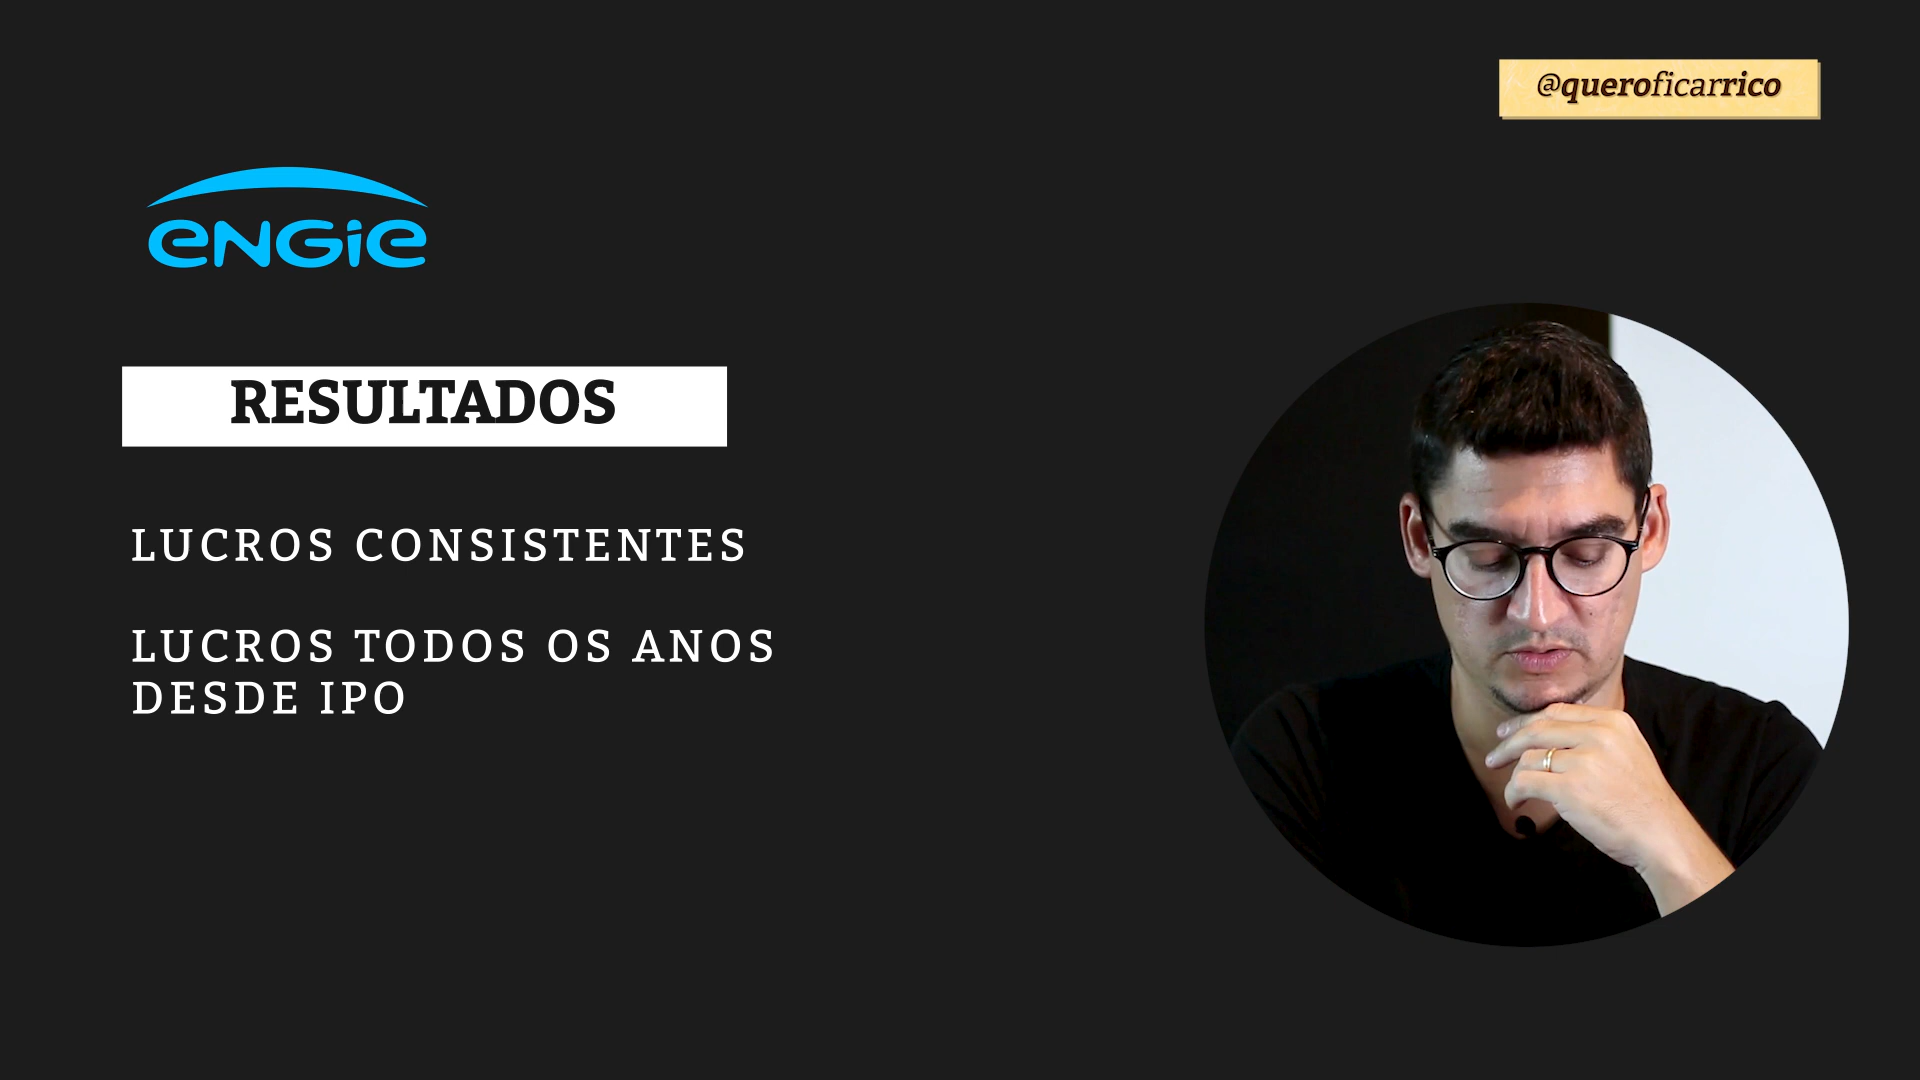 @queroficarrico
eNGie
RESULTADOS
LUCROS CONSISTENTES
LUCROS TODOS OS ANOS
DESDE IPO